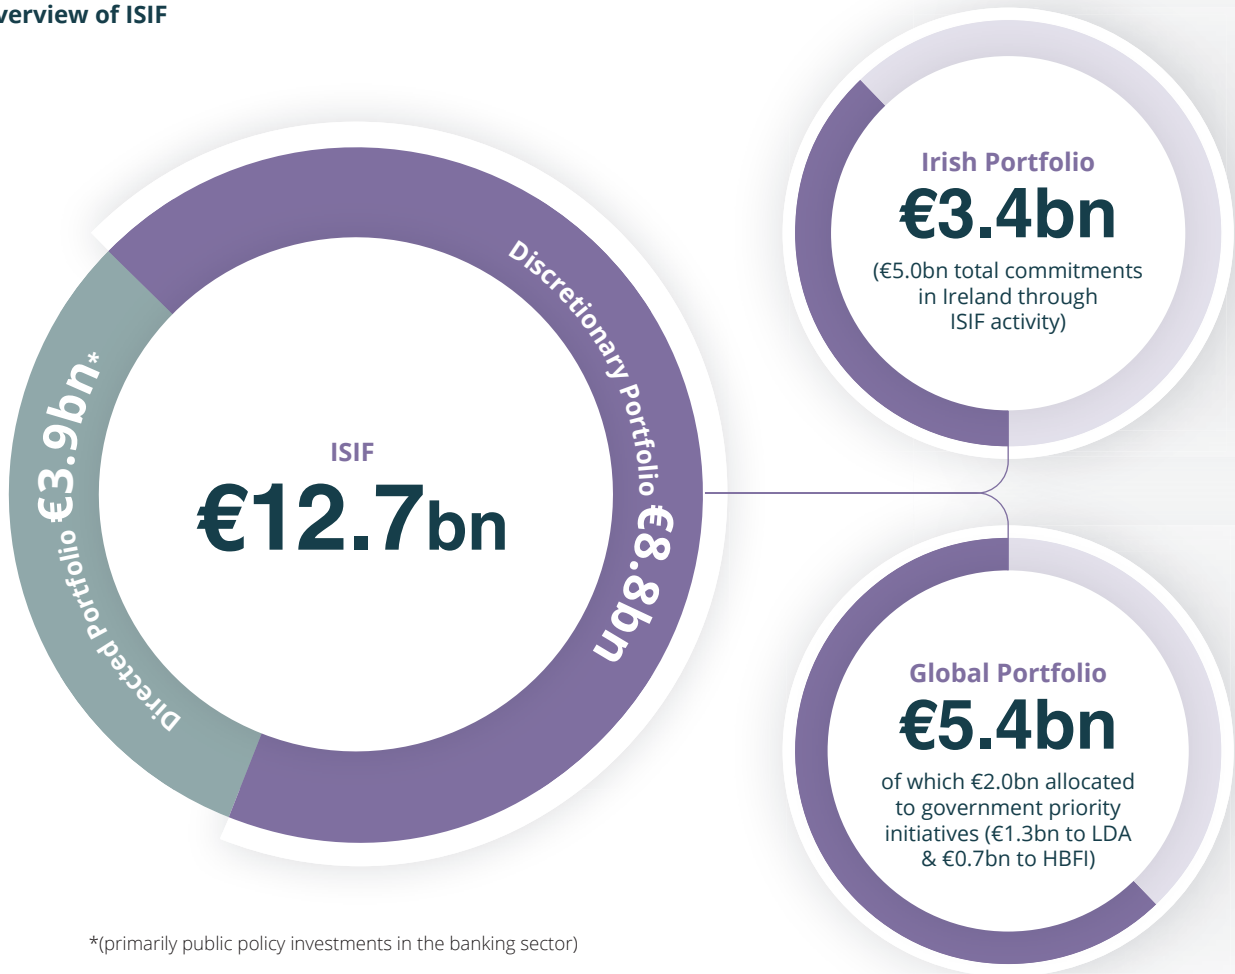 verview of ISIF
Irish Portfolio
€3.4bn
(€5.0bn total commitments
in Ireland through
ISIF activity)
Discretionary Portfolio €8.8bn
Directed Portfolio €3.9bn*
ISIF
€12.7bn
Global Portfolio
€5.4bn
of which €2.0bn allocated
to government priority
initiatives (€1.3bn to LDA
& €0.7bn to HBFI)
*(primarily public policy investments in the banking sector)